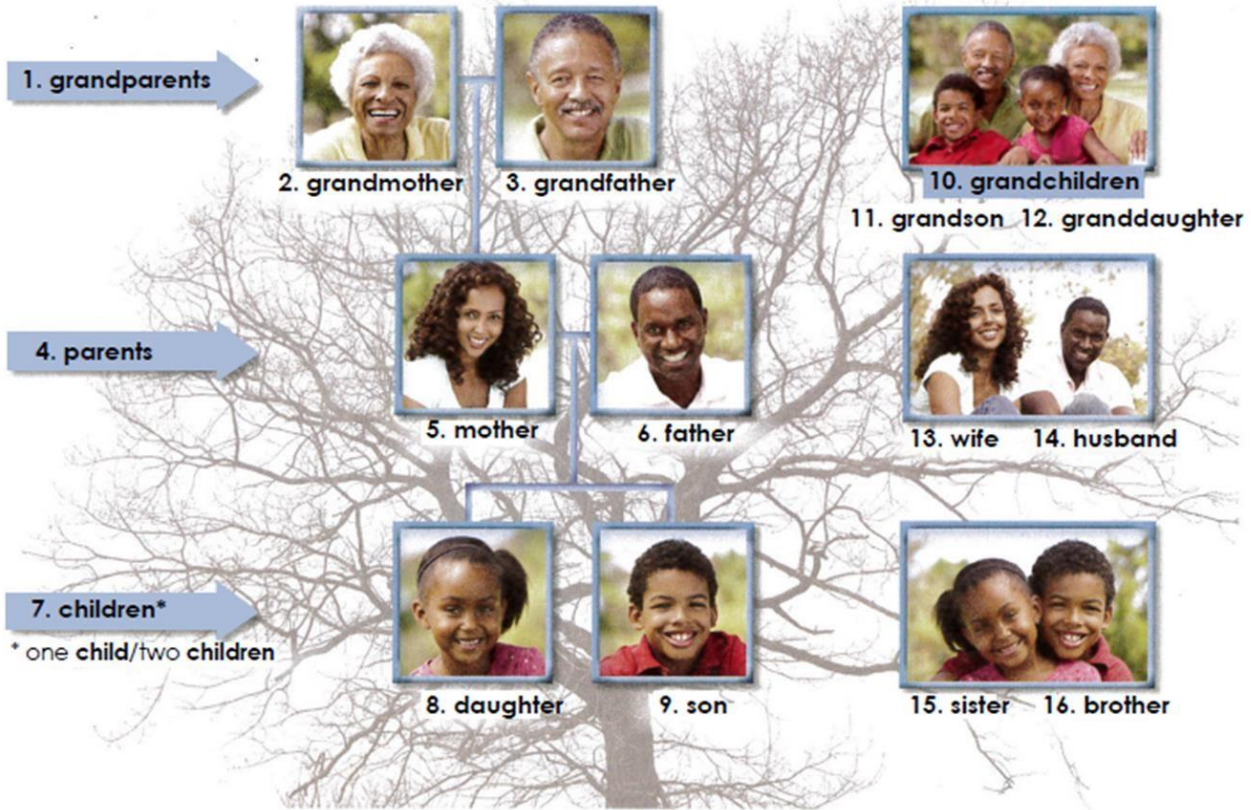 1. grandparents
2. grandmother
3. grandfather
10. grandchildren
11. grandson 12. granddaughter
4. parents
5. mother
6. father
13. wife 14. husband
7. children*
* one child/two children
8. daughter
9. son
15. sister 16. brother